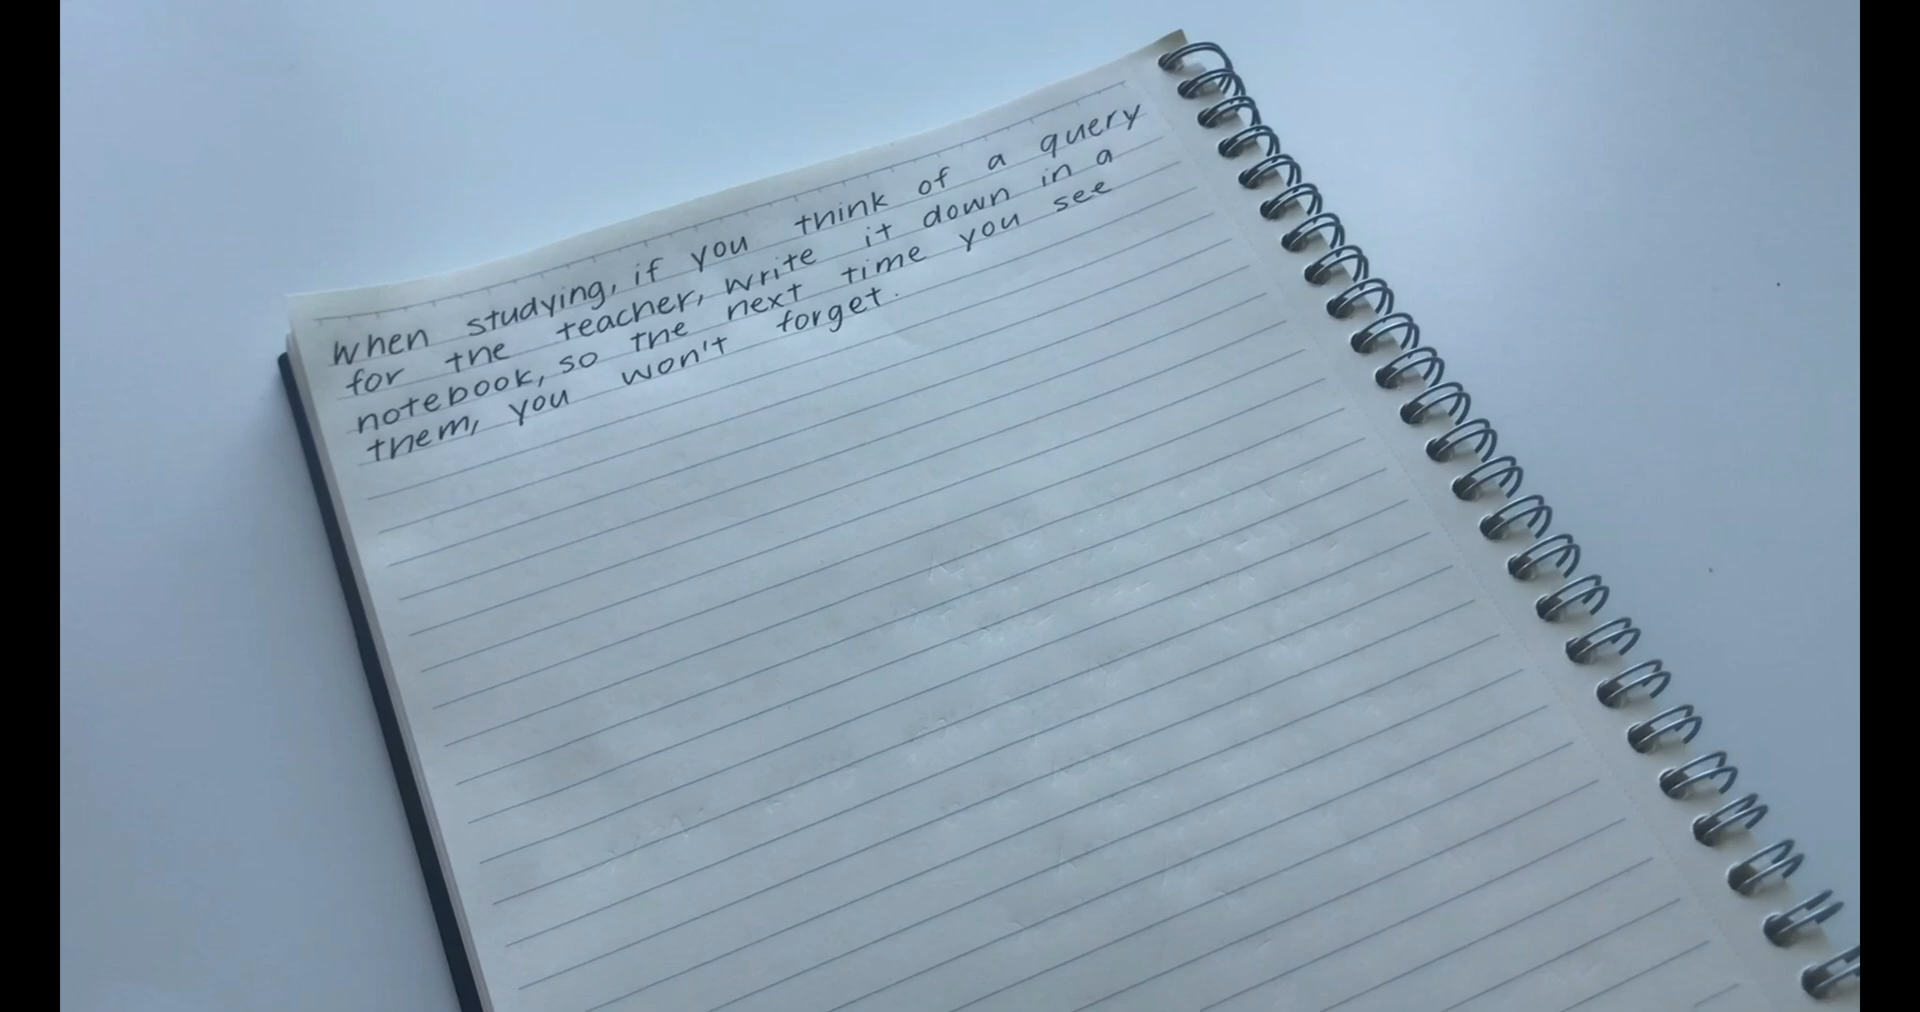 When studying, if you think of a query
for the teacher, write it down in a
notebook, so the next time you see
them, you won't forget.